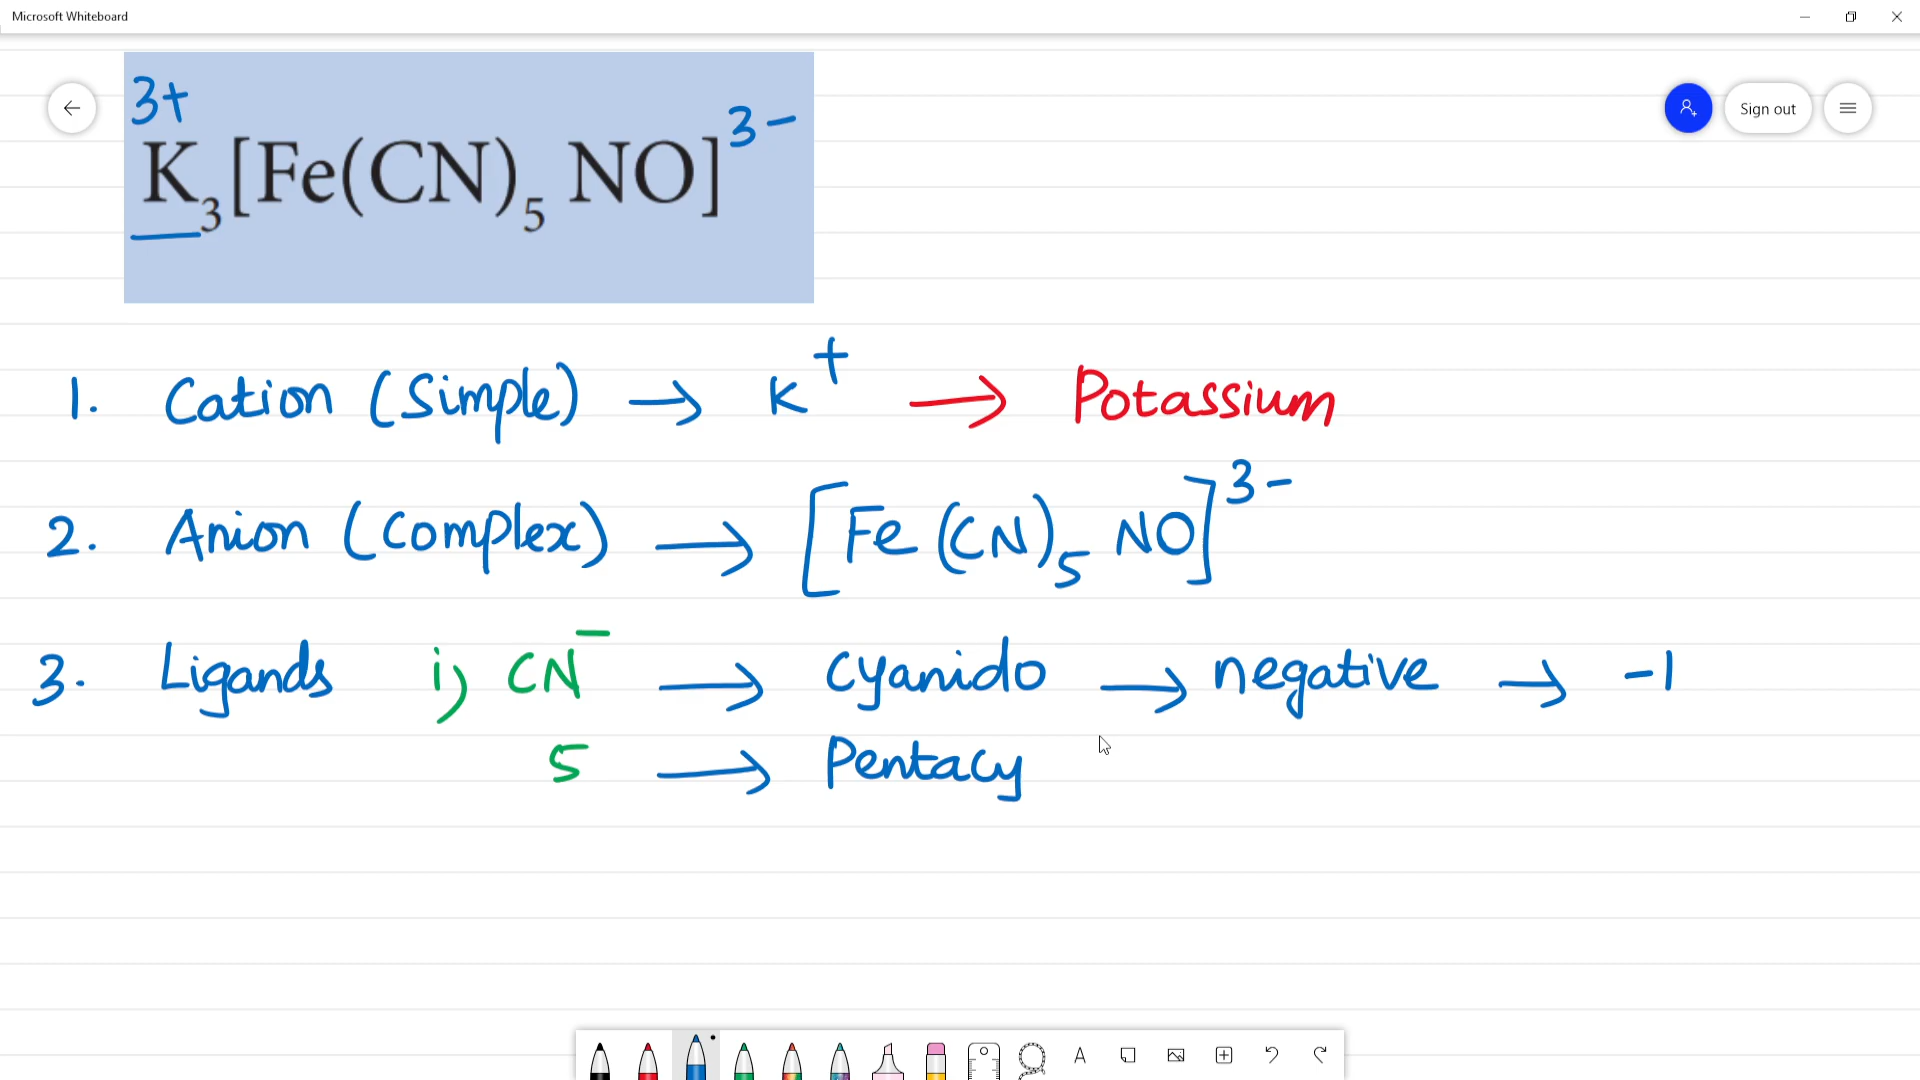 Microsoft Whiteboard
3+
K₃[Fe(CN)₅ NO] 3−
Sign out
1. Cation (Simple) → K⁺ → Potassium
2. Anion (Complex) → [Fe(CN)₅ NO]³⁻
3. Ligands i) CN⁻ → Cyanido → negative → -1
5 → Pentacy
A